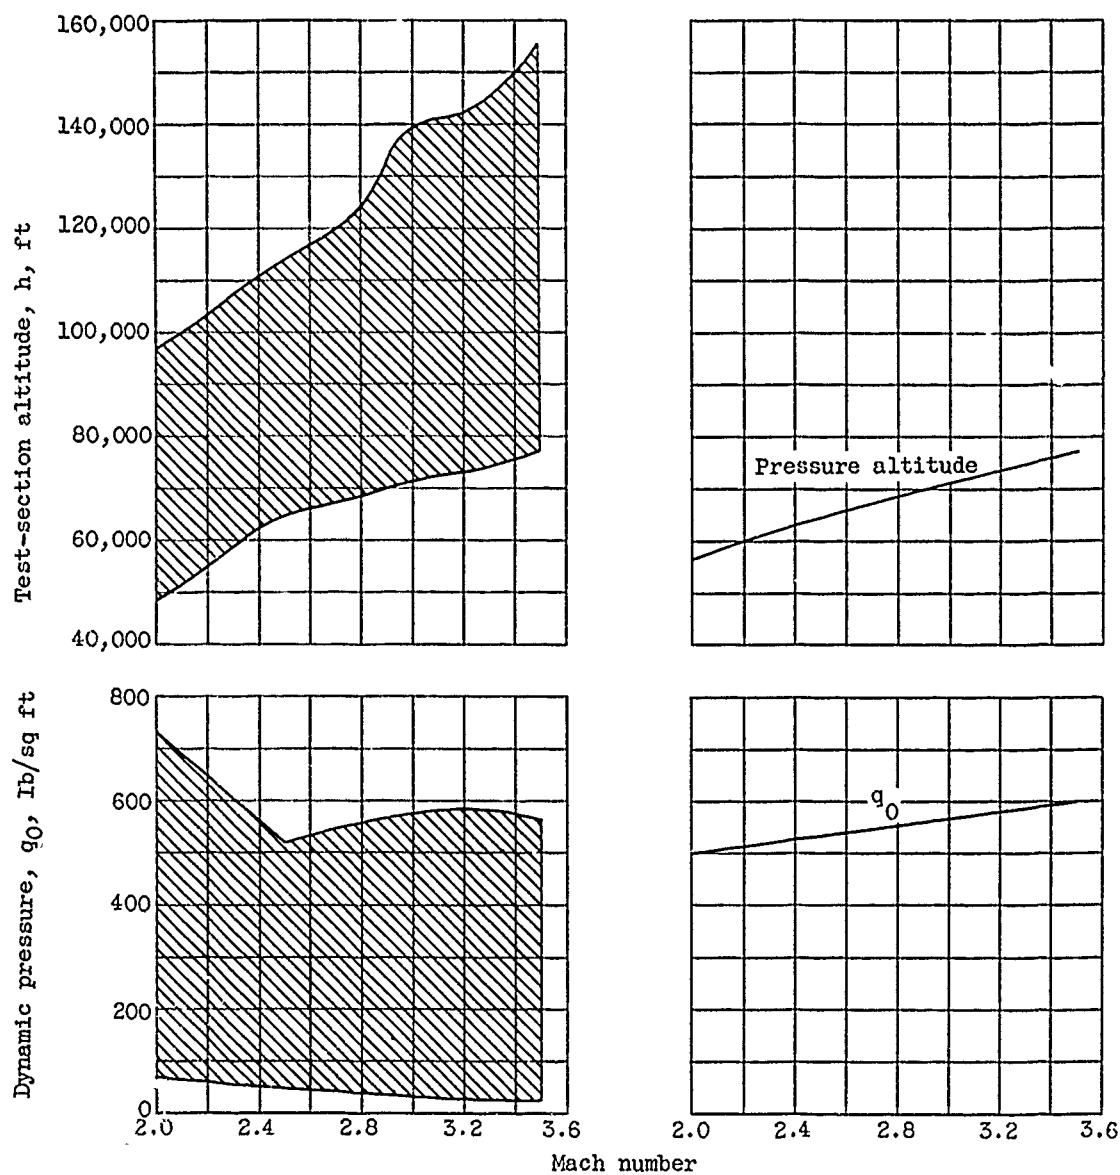 160,000
140,000
120,000
100,000
80,000
60,000
40,000
Test-section altitude, h, ft
Pressure altitude
800
600
400
200
0
Dynamic pressure, q0, lb/sq ft
q0
2.0 2.4 2.8 3.2 3.6
2.0 2.4 2.8 3.2 3.6
Mach number